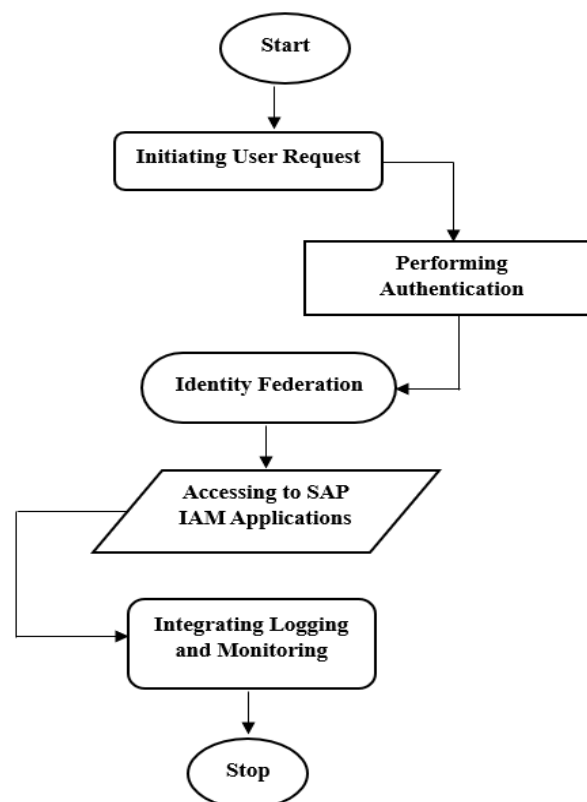 Start
Initiating User Request
Performing
Authentication
Identity Federation
Accessing to SAP
IAM Applications
Integrating Logging
and Monitoring
Stop